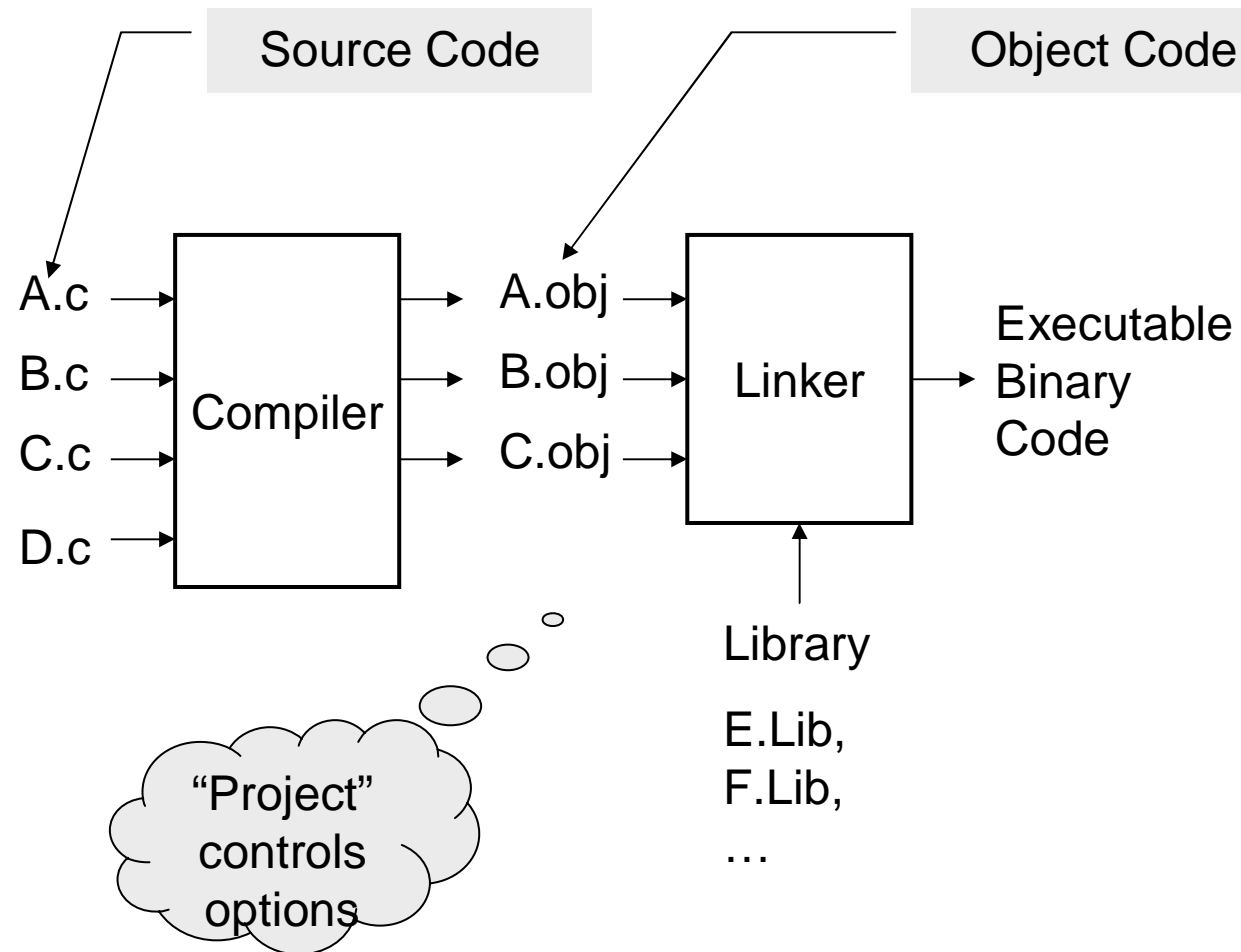 Source Code
Object Code
A.c
B.c
C.c
D.c
Compiler
A.obj
B.obj
C.obj
Linker
Executable
Binary
Code
Library
E.Lib,
F.Lib,
…
“Project”
controls
options